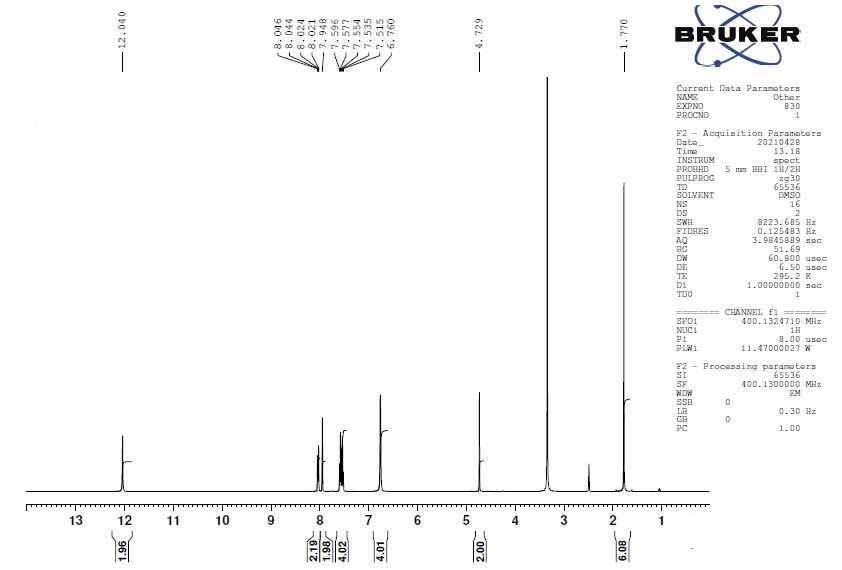 12.040
8.046
8.044
8.024
8.021
7.948
7.596
7.577
7.554
7.535
7.515
6.760
4.729
1.770
BRUKER
Current Data Parameters
NAME Other
EXPNO 830
PROCNO 1
F2 - Acquisition Parameters
Date_ 20210428
Time 13.18
INSTRUM spect
PROBHD 5 mm BBI 1H/2H
PULPROG zg30
TD 65536
SOLVENT DMSO
NS 16
DS 2
SWH 8223.685 Hz
FIDRES 0.125483 Hz
AQ 3.9845889 sec
RG 51.69
DW 60.800 usec
DE 6.50 usec
TE 295.2 K
D1 1.00000000 sec
TD0 1
======== CHANNEL f1 ========
SFO1 400.1324710 MHz
NUC1 1H
P1 8.00 usec
PLW1 11.47000027 W
F2 - Processing parameters
SI 65536
SF 400.1300000 MHz
WDW EM
SSB 0
LB 0.30 Hz
GB 0
PC 1.00
13 12 11 10 9 8 7 6 5 4 3 2 1
1.96
2.19
1.98
4.02
4.01
2.00
6.08